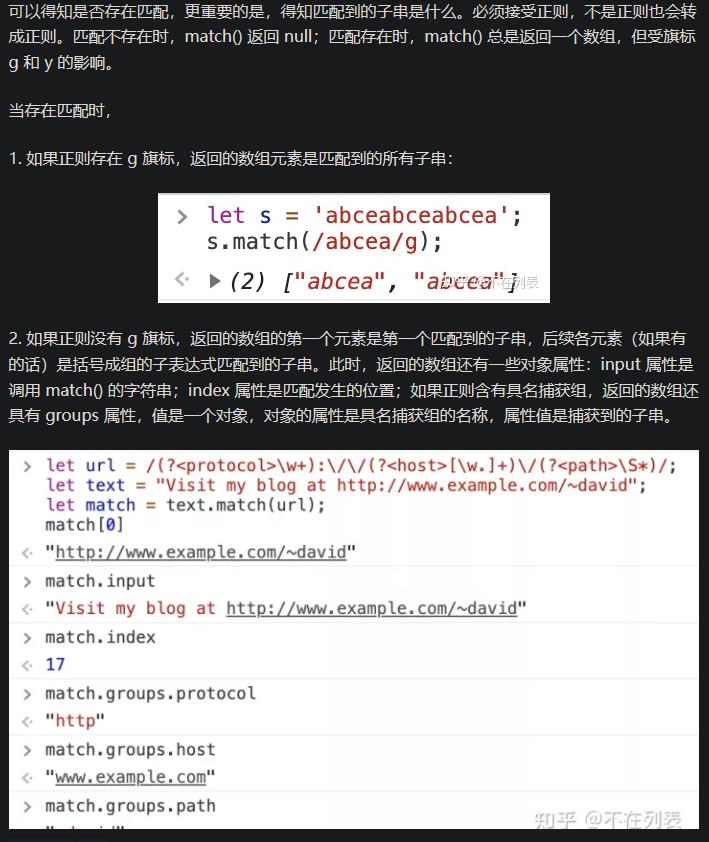 可以得知是否存在匹配，更重要的是，得知匹配到的子串是什么。必须接受正则，不是正则也会转
成正则。匹配不存在时，match() 返回 null；匹配存在时，match() 总是返回一个数组，但受旗标
g 和 y 的影响。
当存在匹配时，
1. 如果正则存在 g 旗标，返回的数组元素是匹配到的所有子串：
> let s = 'abceabceabcea';
s.match(/abcea/g);
(2) ["abcea", "abcea"]
2. 如果正则没有 g 旗标，返回的数组的第一个元素是第一个匹配到的子串，后续各元素（如果有
的话）是括号成组的子表达式匹配到的子串。此时，返回的数组还有一些对象属性：input 属性是
调用 match() 的字符串；index 属性是匹配发生的位置；如果正则含有具名捕获组，返回的数组还
具有 groups 属性，值是一个对象，对象的属性是具名捕获组的名称，属性值是捕获到的子串。
> let url = /(?<protocol>\w+):\/\/(?<host>[\w.]+)\/(?<path>\S*)/;
let text = "Visit my blog at http://www.example.com/~david";
let match = text.match(url);
match[0]
"http://www.example.com/~david"
> match.input
"Visit my blog at http://www.example.com/~david"
> match.index
17
> match.groups.protocol
"http"
> match.groups.host
"www.example.com"
> match.groups.path
知乎 @不在列表